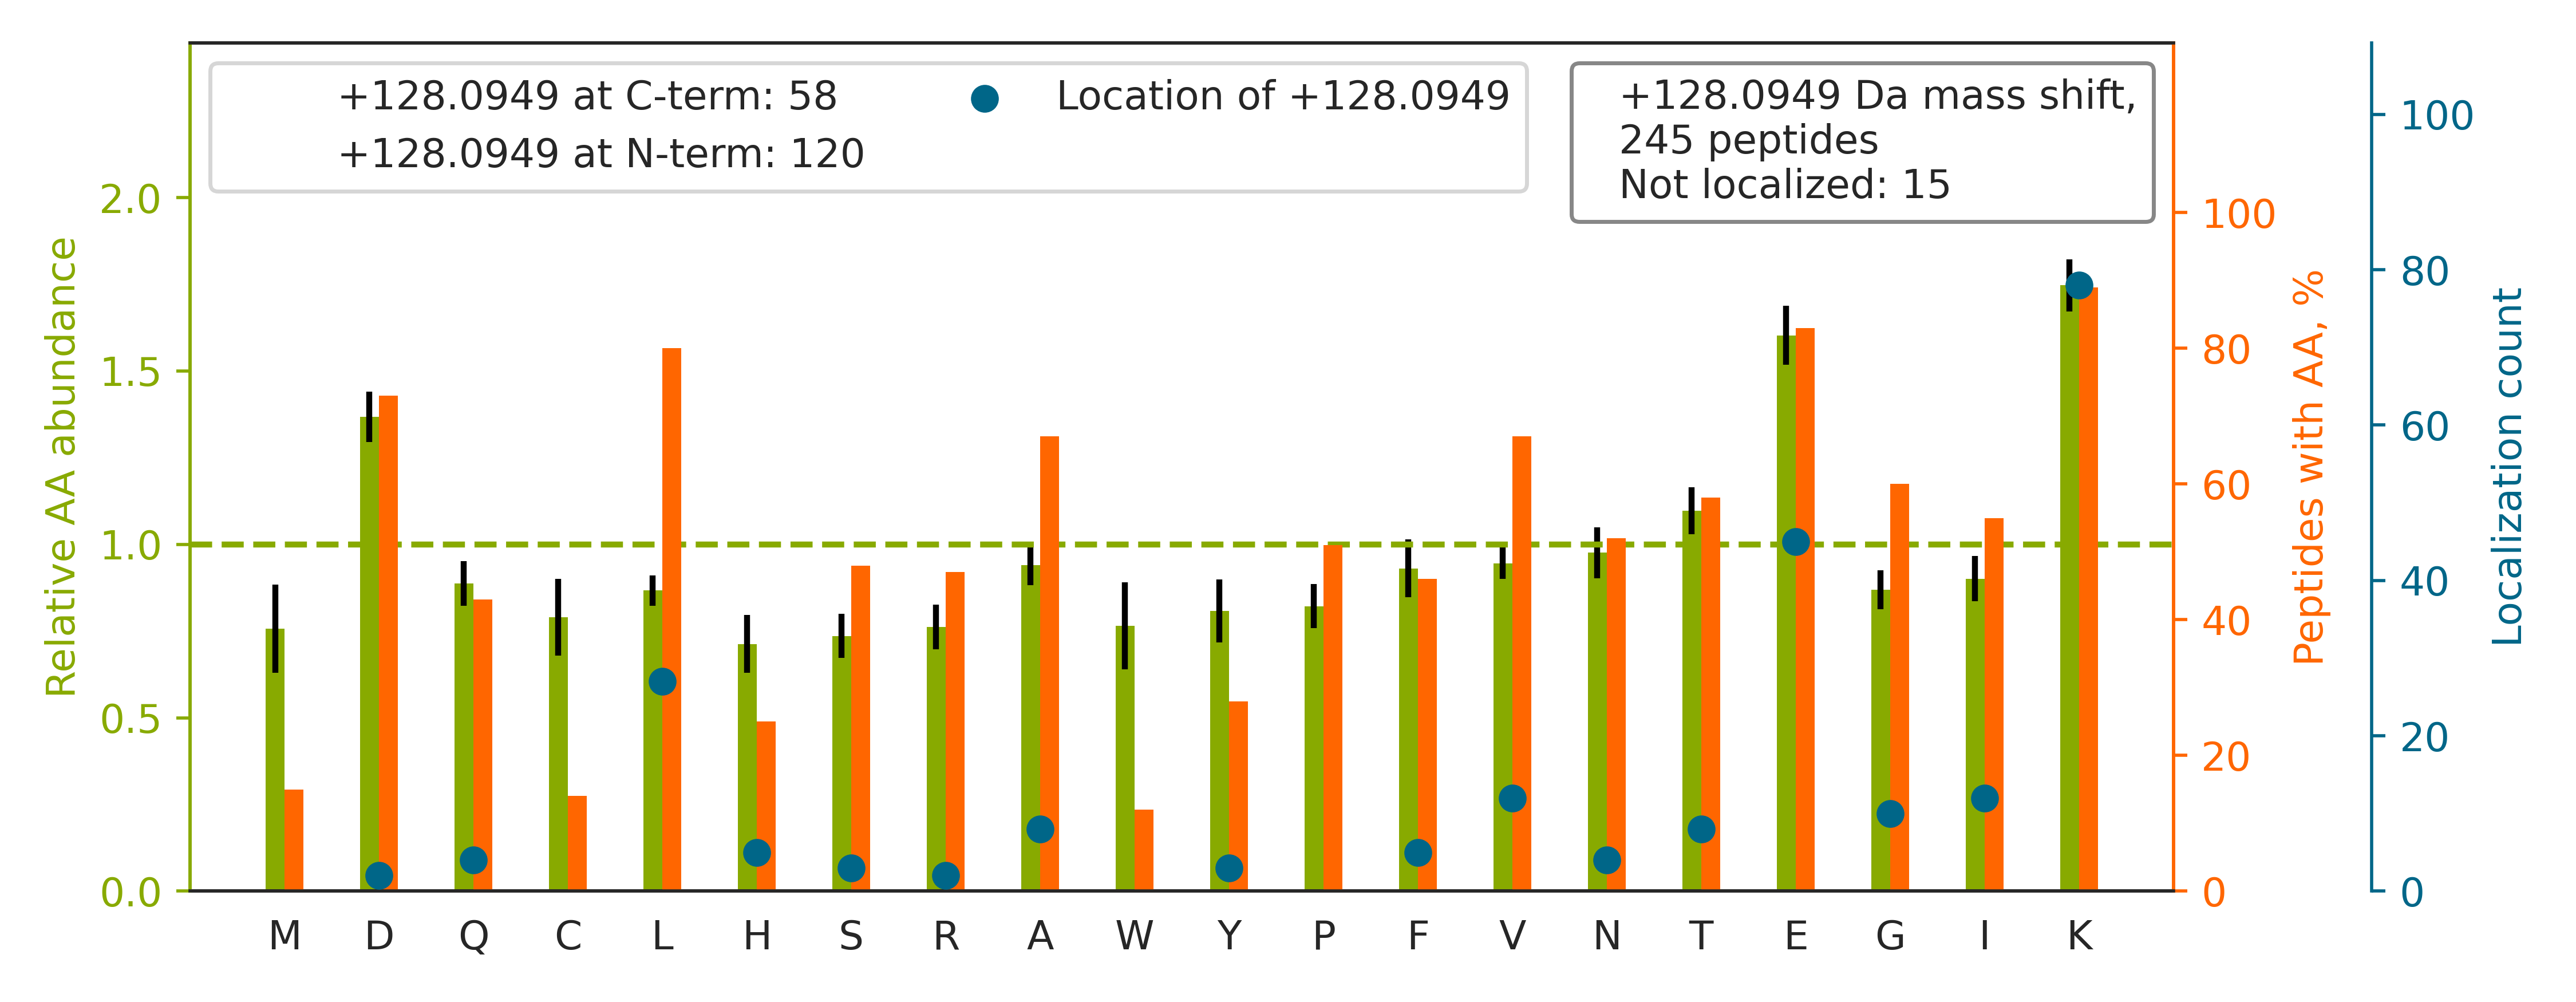 +128.0949 at C-term: 58
+128.0949 at N-term: 120
Location of +128.0949
+128.0949 Da mass shift,
245 peptides
Not localized: 15
Relative AA abundance
2.0
1.5
1.0
0.5
0.0
M D Q C L H S R A W Y P F V N T E G I K
100
80
60
40
20
0
Peptides with AA, %
100
80
60
40
20
0
Localization count